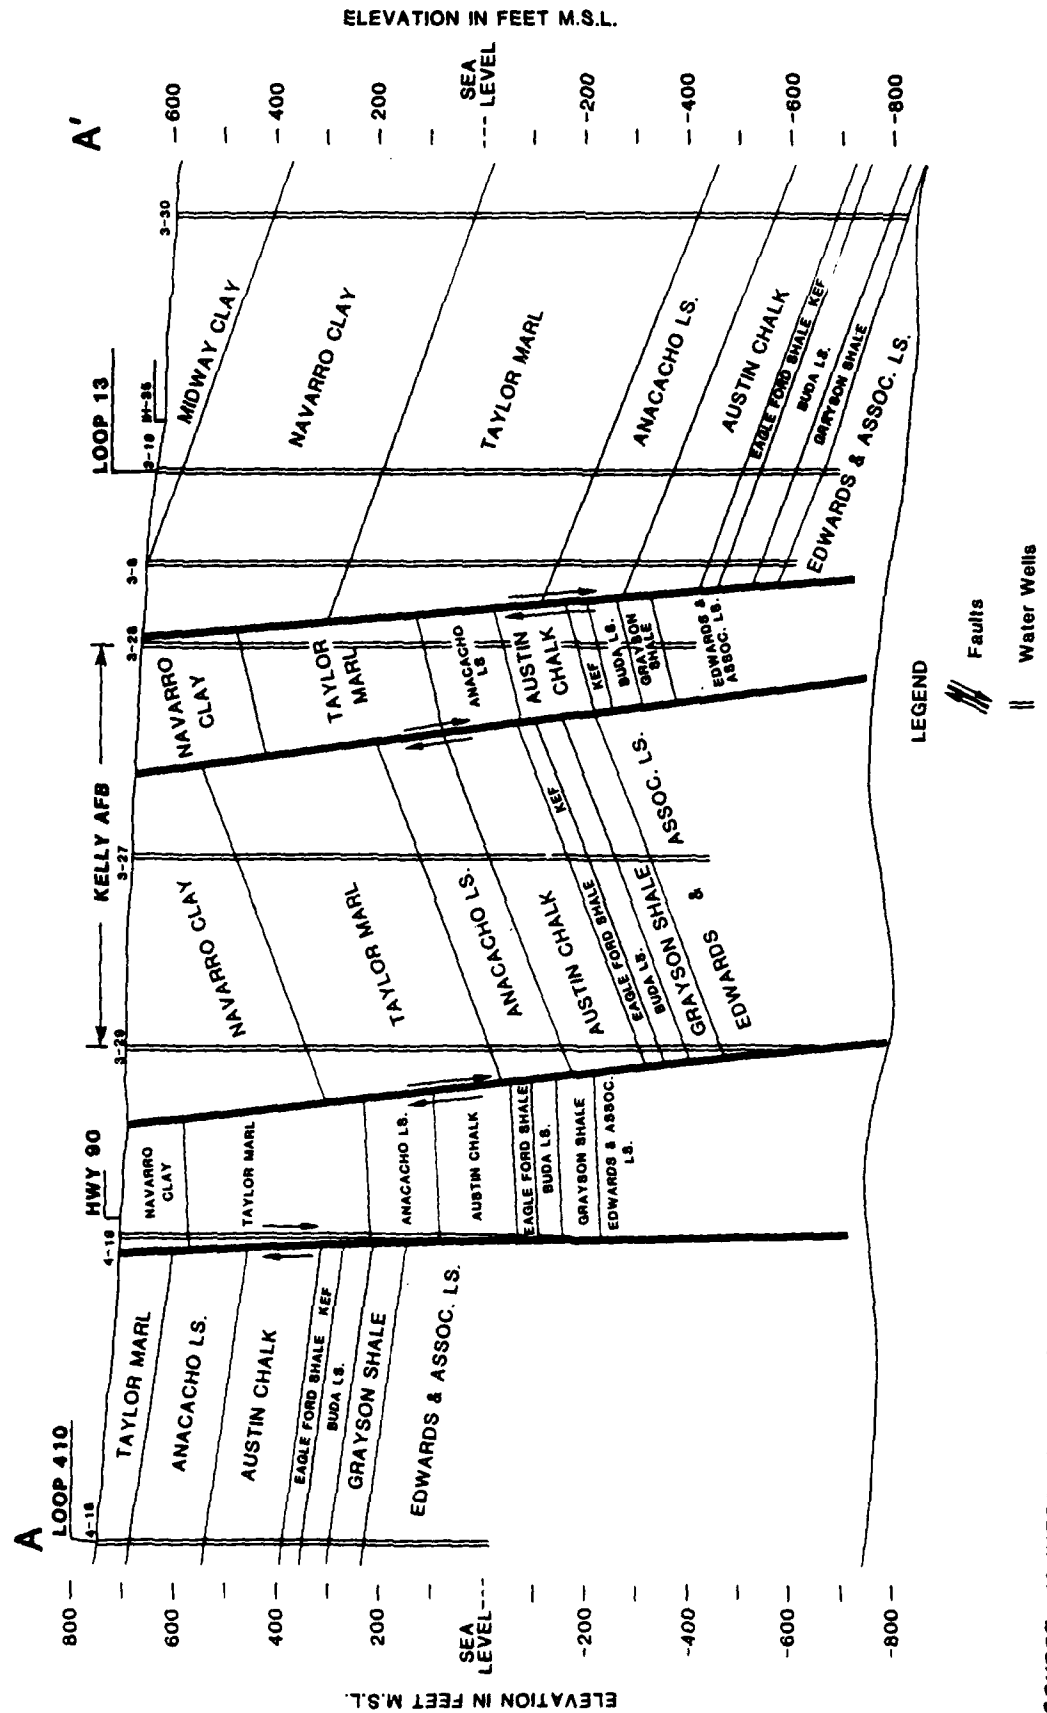 A
A'
LOOP 410
HWY 90
KELLY AFB
LOOP 13
IH-35
4-18
4-19
3-29
3-27
3-28
3-8
3-10
3-30
ELEVATION IN FEET M.S.L.
800
600
400
200
SEA
LEVEL
-200
-400
-600
-800
TAYLOR MARL
ANACACHO LS.
AUSTIN CHALK
EAGLE FORD SHALE KEF
BUDA LS.
GRAYSON SHALE
EDWARDS & ASSOC. LS.
NAVARRO
CLAY
TAYLOR MARL
ANACACHO LS.
AUSTIN CHALK
EAGLE FORD SHALE
BUDA LS.
GRAYSON SHALE
EDWARDS & ASSOC.
LS.
NAVARRO CLAY
TAYLOR MARL
ANACACHO LS.
AUSTIN CHALK
EAGLE FORD SHALE KEF
BUDA LS.
GRAYSON SHALE
EDWARDS & ASSOC. LS.
NAVARRO
CLAY
TAYLOR
MARL
ANACACHO
LS
AUSTIN
CHALK
KEF
BUDA LS.
GRAYSON
SHALE
EDWARDS &
ASSOC. LS.
MIDWAY CLAY
NAVARRO CLAY
TAYLOR MARL
ANACACHO LS.
AUSTIN CHALK
EAGLE FORD SHALE KEF
BUDA LS.
GRAYSON SHALE
EDWARDS & ASSOC. LS.
600
400
200
SEA
LEVEL
-200
-400
-600
-800
ELEVATION IN FEET M.S.L.
LEGEND
Faults
Water Wells